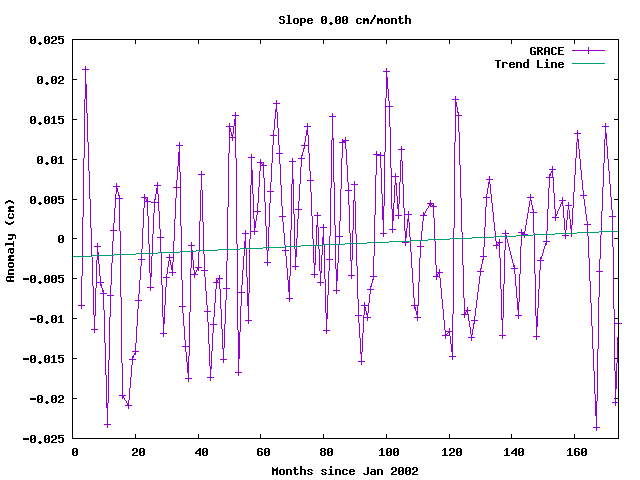 Slope 0.00 cm/month
GRACE
Trend Line
0.025
0.02
0.015
0.01
0.005
0
-0.005
-0.01
-0.015
-0.02
-0.025
Anomaly (cm)
0 20 40 60 80 100 120 140 160
Months since Jan 2002